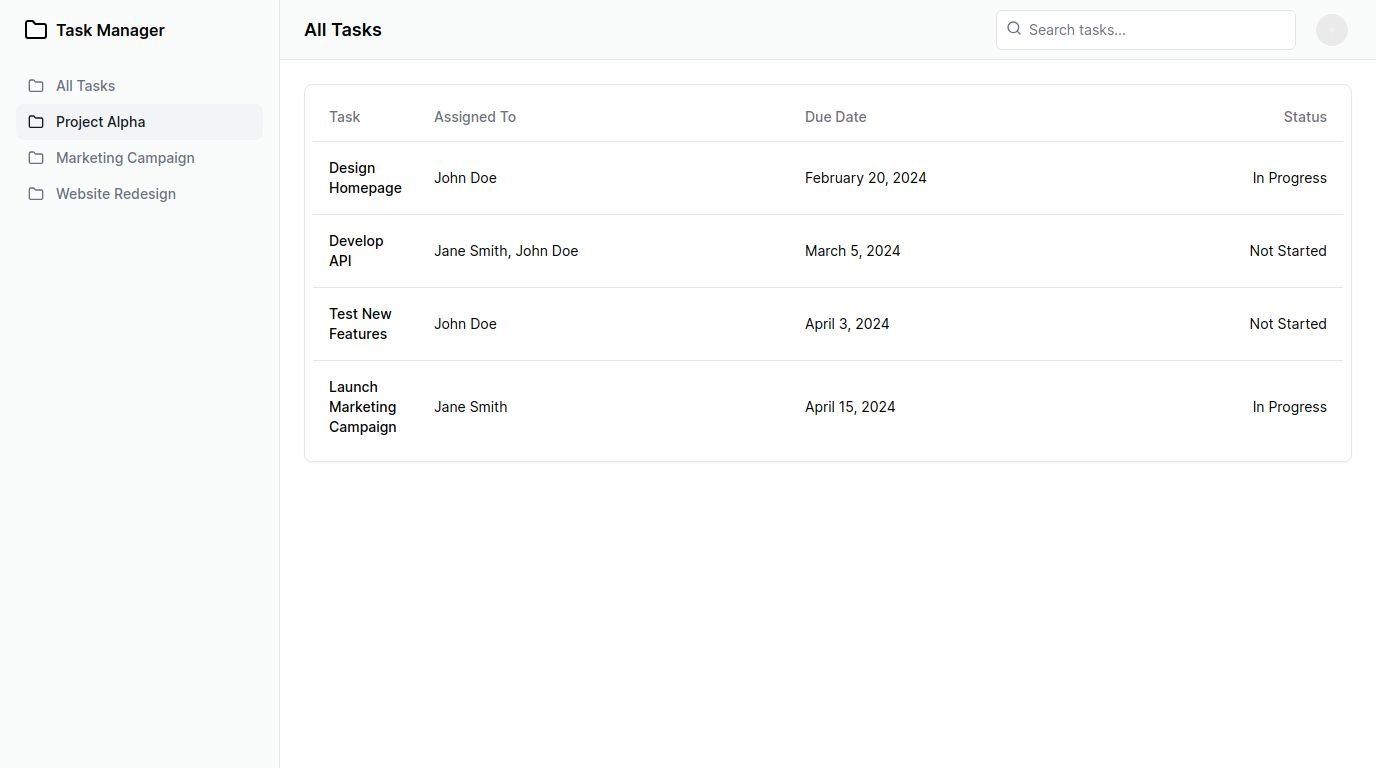 Task Manager
All Tasks
Project Alpha
Marketing Campaign
Website Redesign
All Tasks
Search tasks...
Task Assigned To Due Date Status
Design
Homepage
John Doe February 20, 2024 In Progress
Develop
API
Jane Smith, John Doe March 5, 2024 Not Started
Test New
Features
John Doe April 3, 2024 Not Started
Launch
Marketing
Campaign
Jane Smith April 15, 2024 In Progress